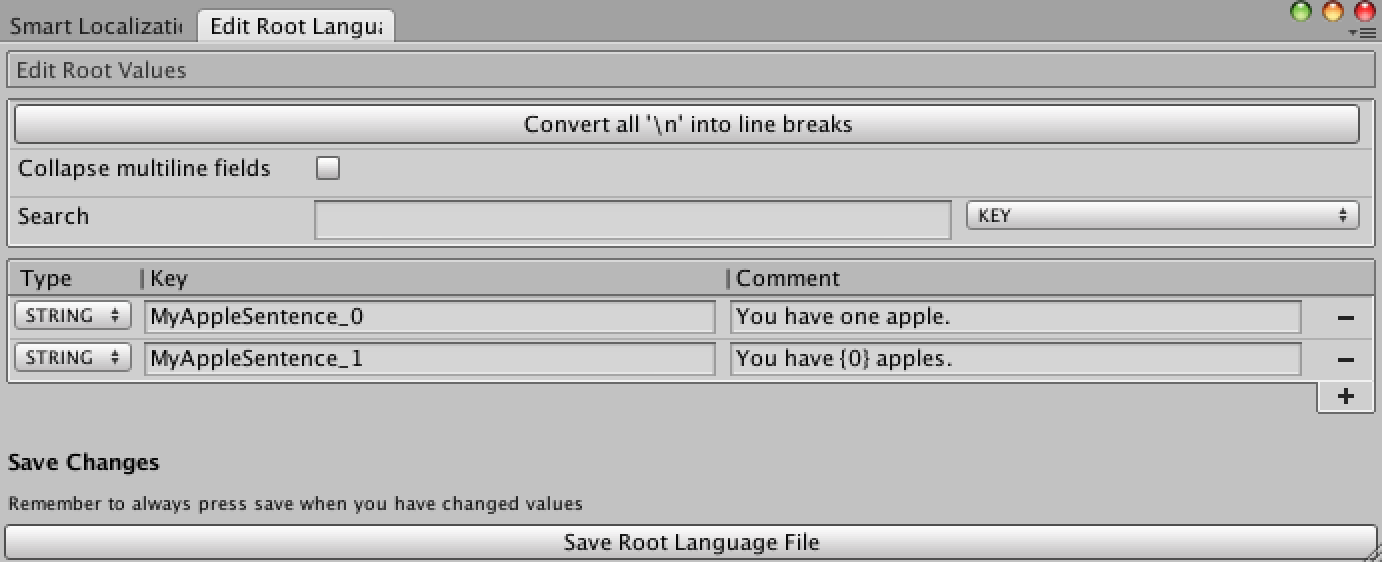 Smart Localizati
Edit Root Langua
Edit Root Values
Convert all '\n' into line breaks
Collapse multiline fields
Search
KEY
Type | Key | Comment
STRING MyAppleSentence_0 You have one apple. −
STRING MyAppleSentence_1 You have {0} apples. −
+
Save Changes
Remember to always press save when you have changed values
Save Root Language File